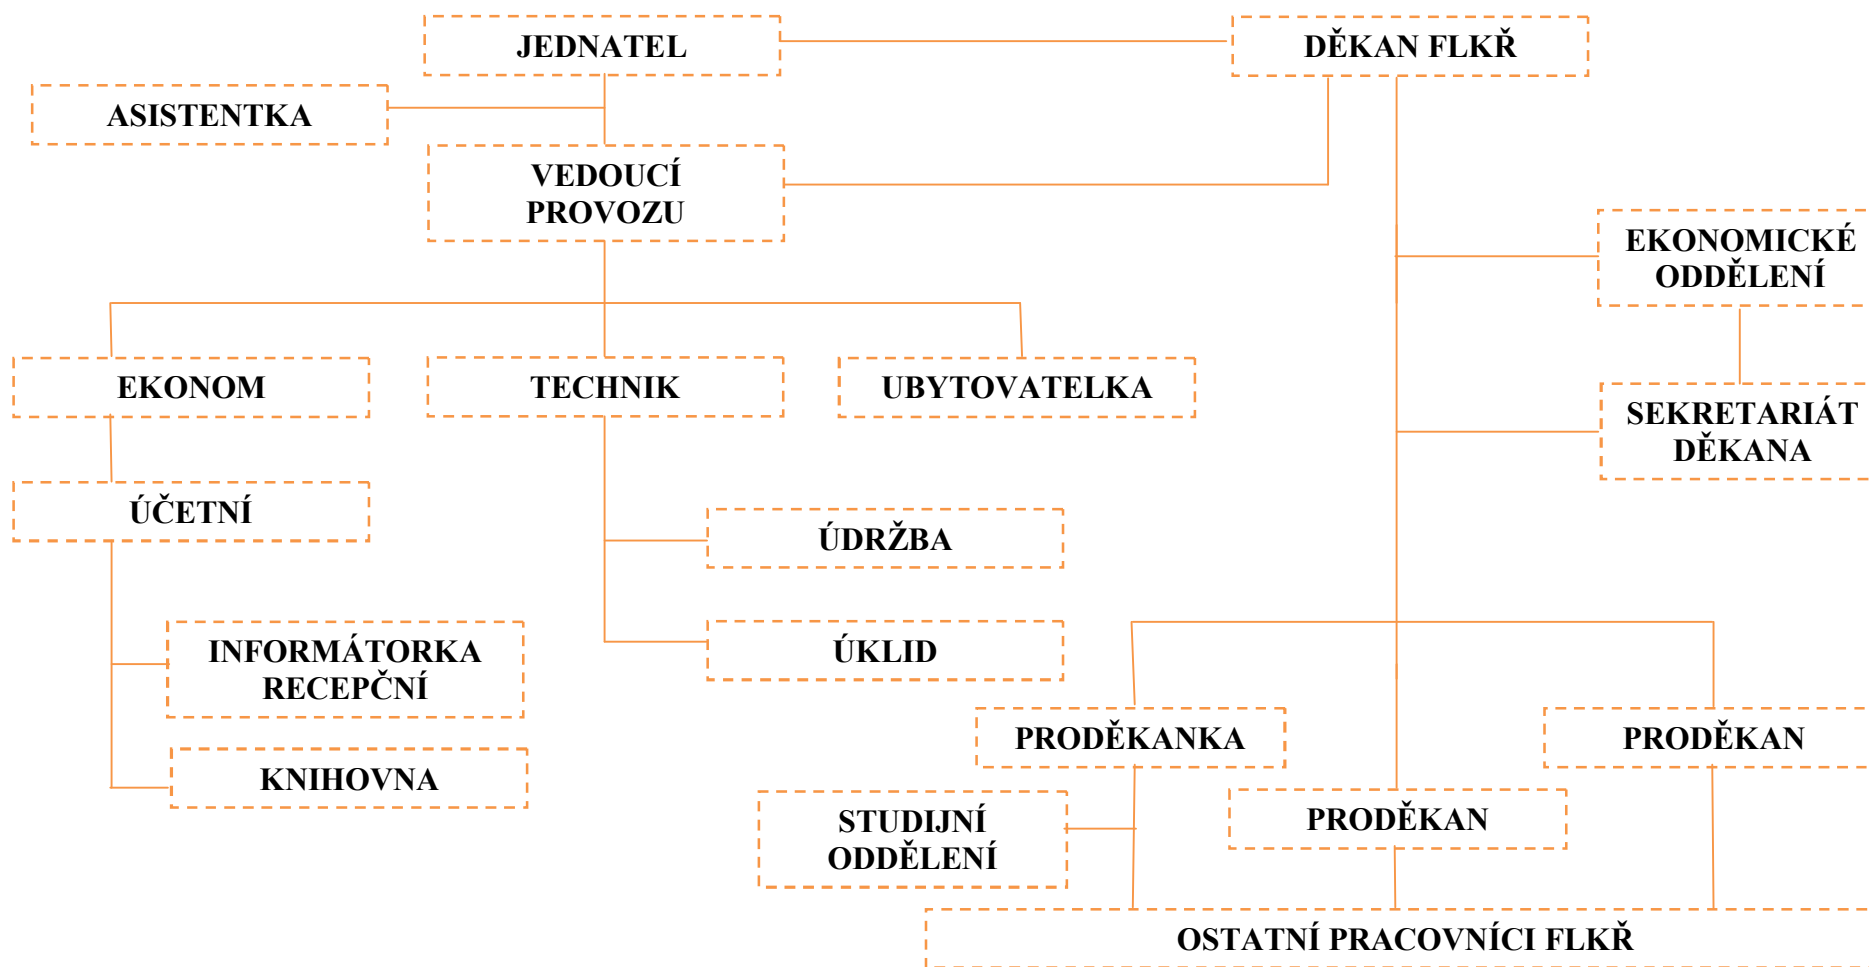 JEDNATEL
DĚKAN FLKŘ
ASISTENTKA
VEDOUCÍ
PROVOZU
EKONOMICKÉ
ODDĚLENÍ
EKONOM
TECHNIK
UBYTOVATELKA
SEKRETARIÁT
DĚKANA
ÚČETNÍ
ÚDRŽBA
INFORMÁTORKA
RECEPČNÍ
ÚKLID
PRODĚKANKA
PRODĚKAN
KNIHOVNA
STUDIJNÍ
ODDĚLENÍ
PRODĚKAN
OSTATNÍ PRACOVNÍCI FLKŘ